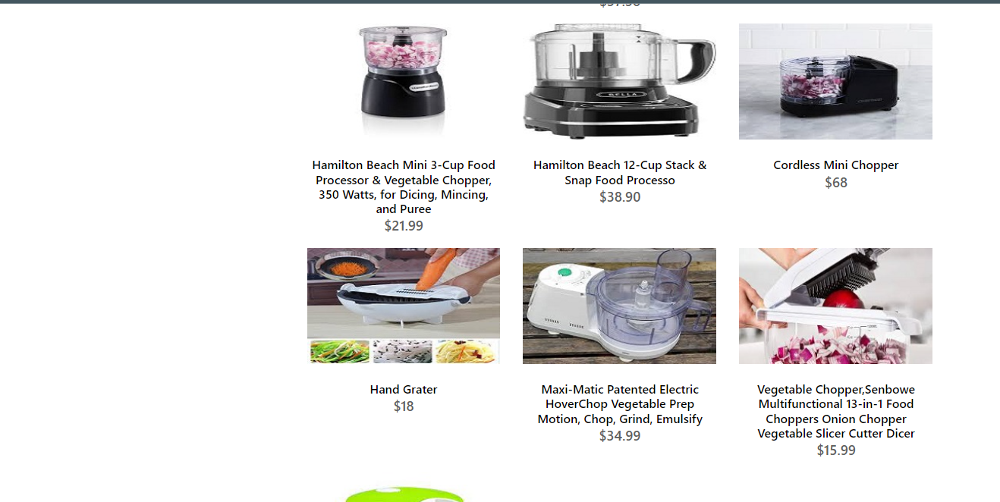 Hamilton Beach Mini 3-Cup Food
Processor & Vegetable Chopper,
350 Watts, for Dicing, Mincing,
and Puree
$21.99
BELLA
Hamilton Beach 12-Cup Stack &
Snap Food Processo
$38.90
Cordless Mini Chopper
$68
Hand Grater
$18
Maxi-Matic Patented Electric
HoverChop Vegetable Prep
Motion, Chop, Grind, Emulsify
$34.99
Vegetable Chopper,Senbowe
Multifunctional 13-in-1 Food
Choppers Onion Chopper
Vegetable Slicer Cutter Dicer
$15.99